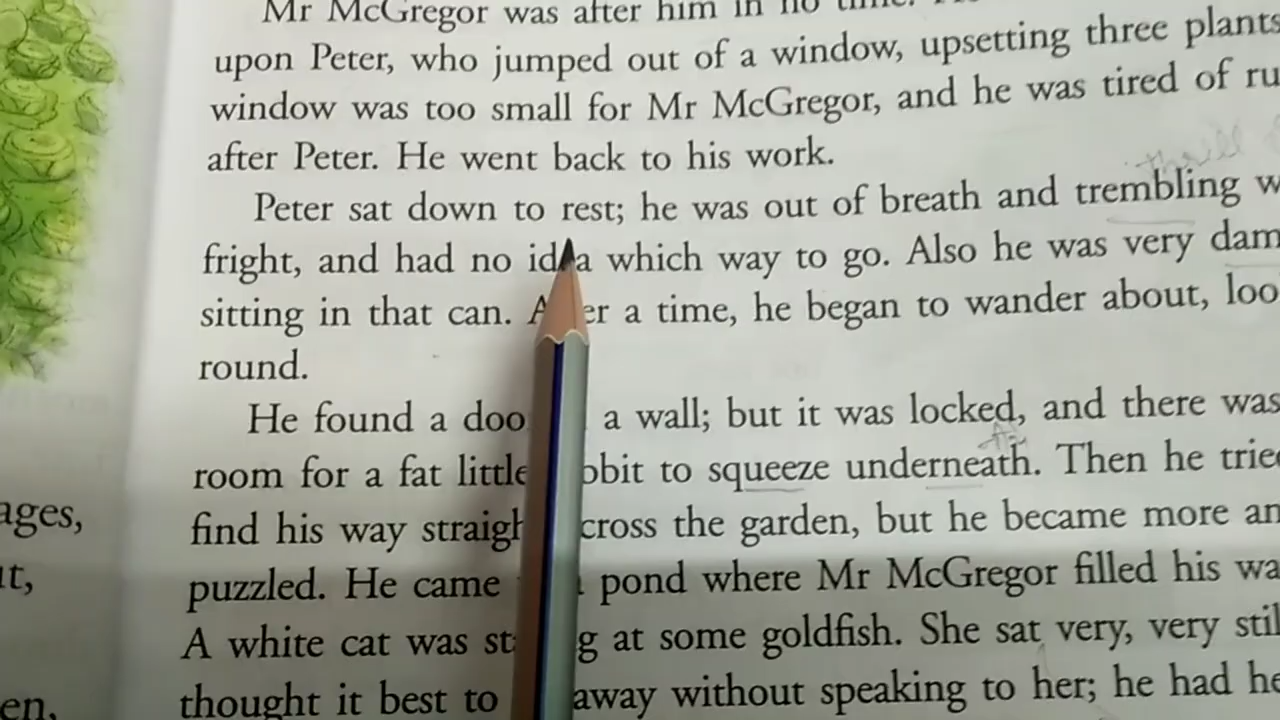 Mr McGregor was after him in no time.
upon Peter, who jumped out of a window, upsetting three plants
window was too small for Mr McGregor, and he was tired of ru
after Peter. He went back to his work.
thrill
Peter sat down to rest; he was out of breath and trembling w
fright, and had no id a which way to go. Also he was very dam
sitting in that can. A er a time, he began to wander about, loo
round.
He found a doo a wall; but it was locked, and there was
room for a fat little bbit to squeeze underneath. Then he trie
find his way straigh cross the garden, but he became more an
puzzled. He came pond where Mr McGregor filled his wa
A white cat was st g at some goldfish. She sat very, very stil
thought it best to away without speaking to her; he had he
ages,
ut,
en,